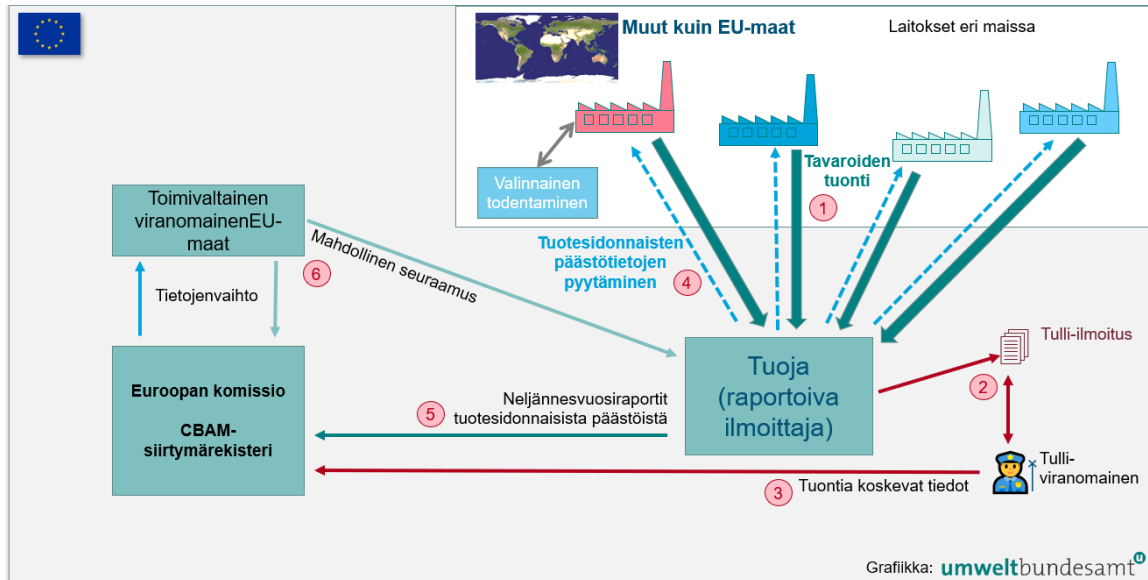 Muut kuin EU-maat
Laitokset eri maissa
Tavaroiden
tuonti
1
Valinnainen
todentaminen
Toimivaltainen
viranomainenEU-
maat
Mahdollinen seuraamus
6
Tuotesidonnaisten
päästötietojen
pyytäminen
4
Tietojenvaihto
Tulli-ilmoitus
2
Tuoja
(raportoiva
ilmoittaja)
Euroopan komissio
CBAM-
siirtymärekisteri
Neljännesvuosiraportit
tuotesidonnaisista päästöistä
5
Tulli-
viranomainen
3
Tuontia koskevat tiedot
Grafiikka: umweltbundesamt u